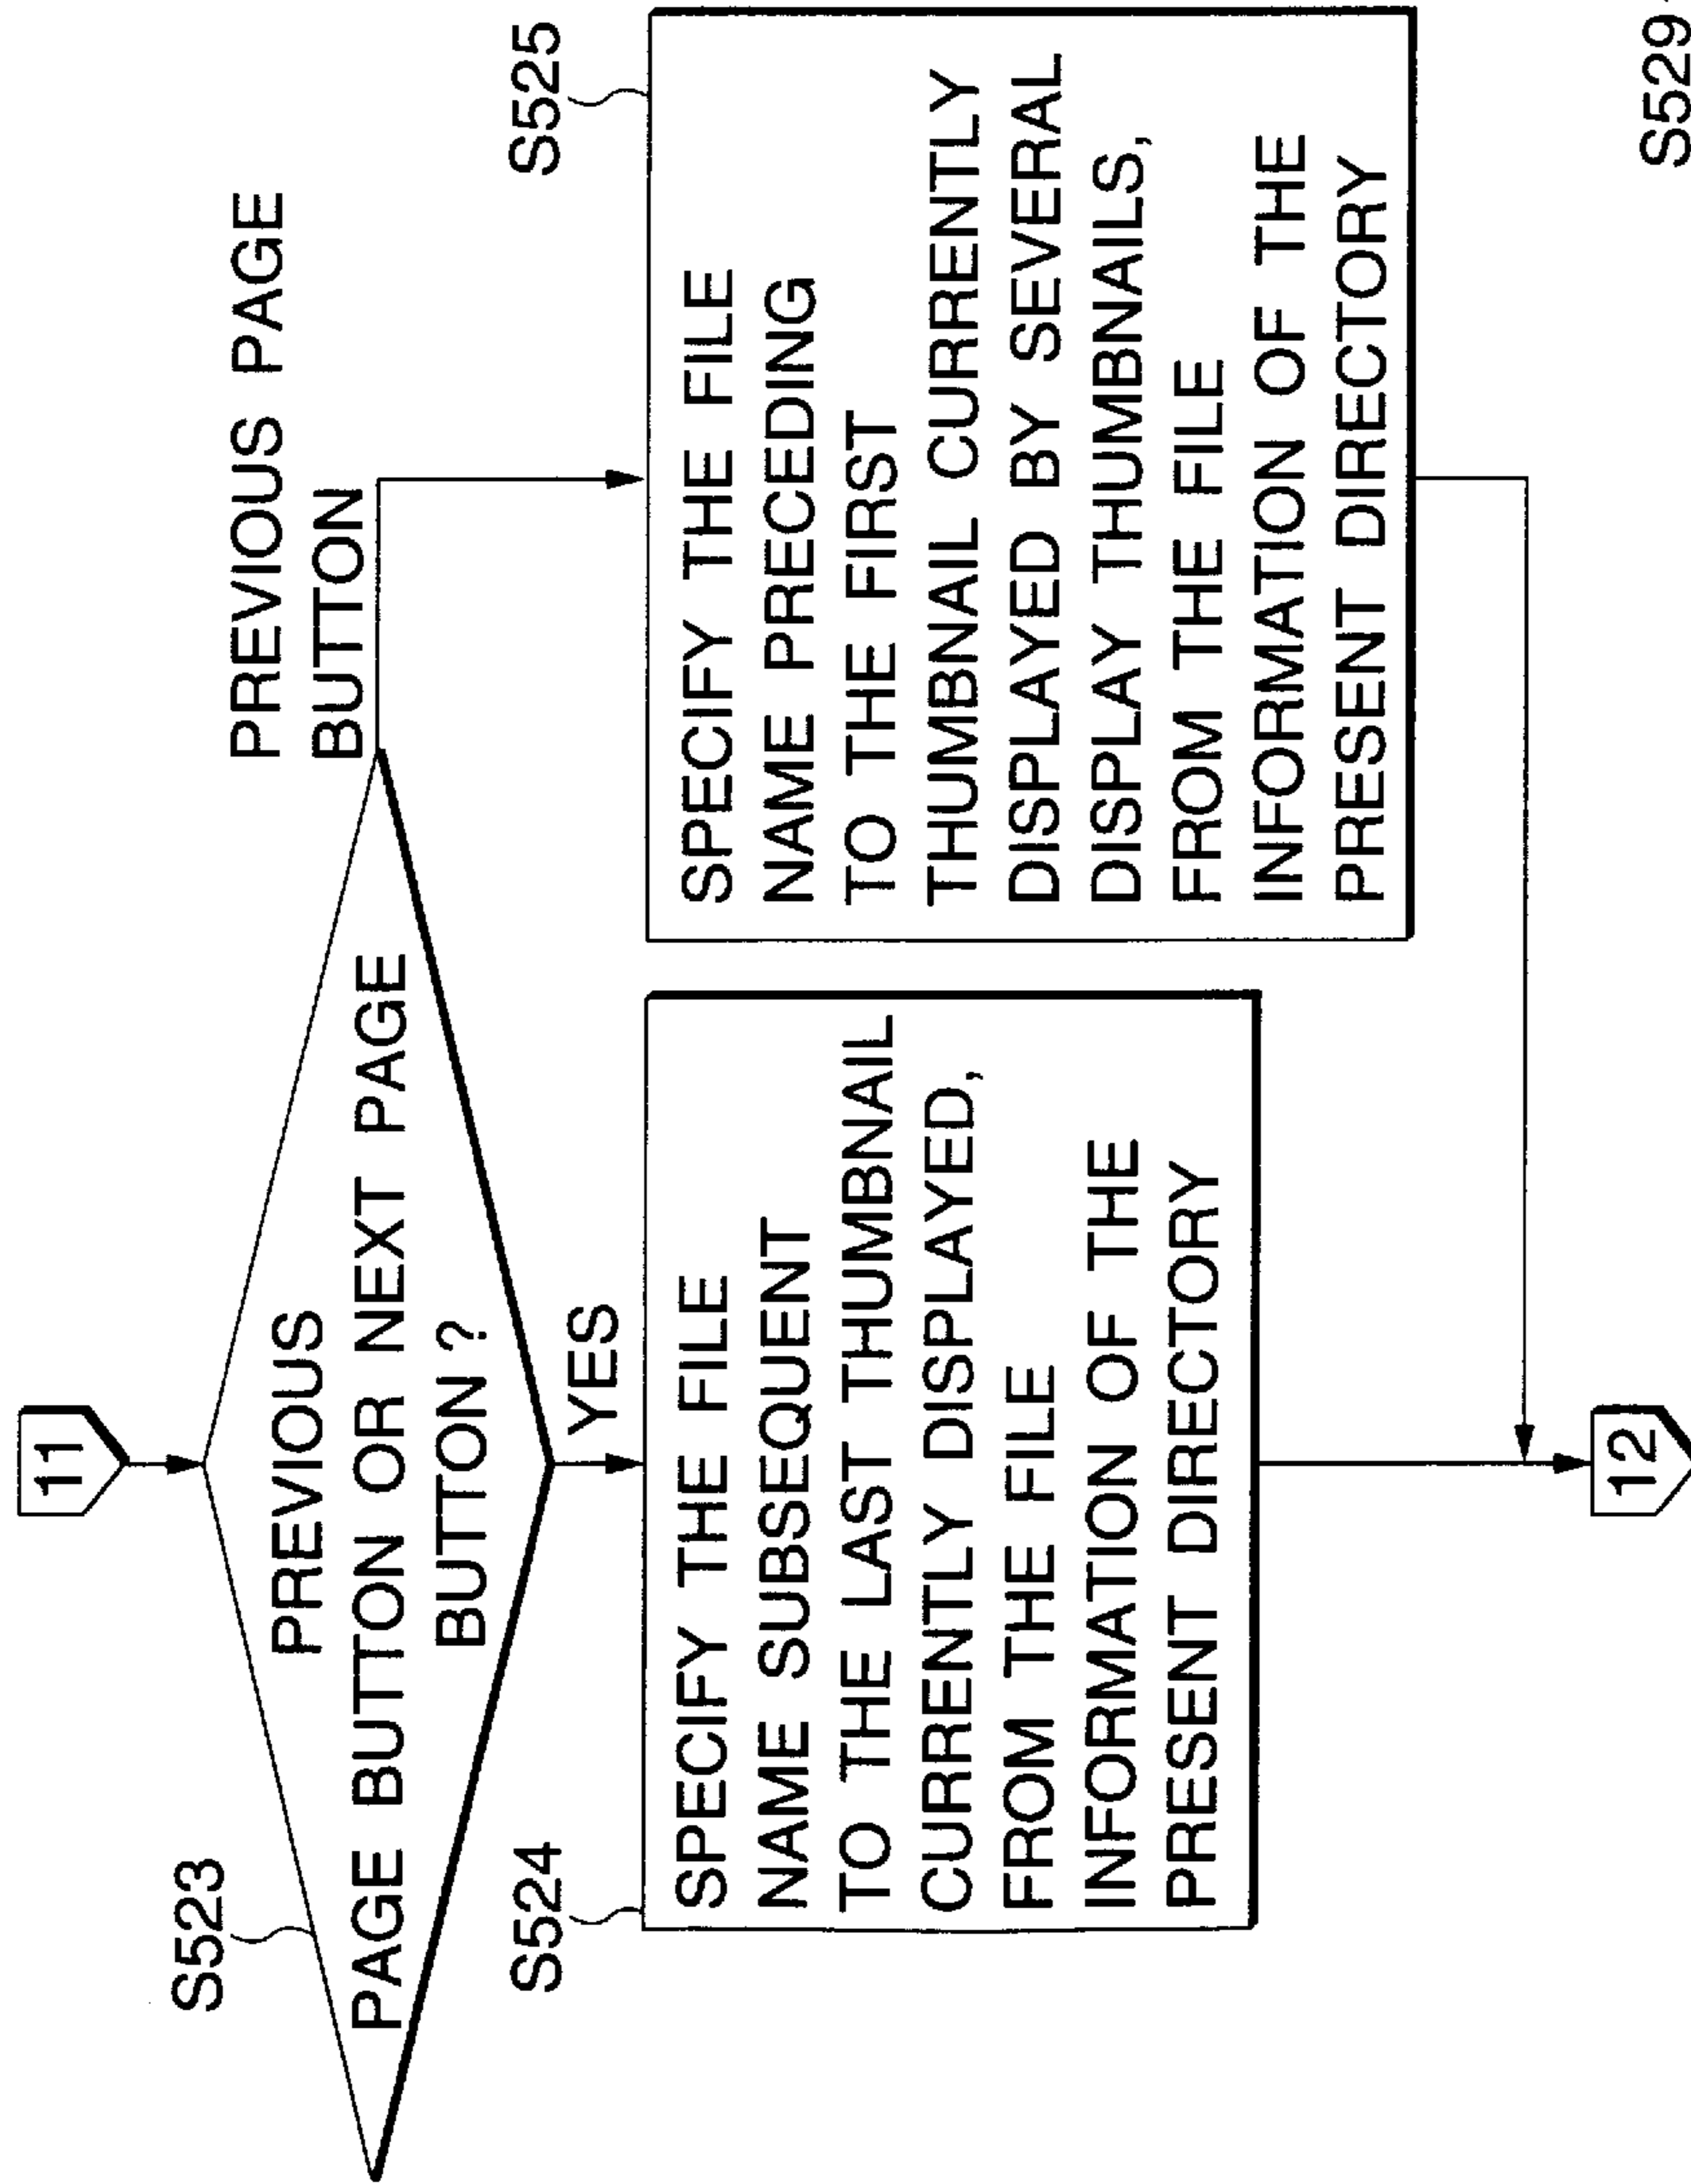 11
S523
PREVIOUS
PAGE BUTTON OR NEXT PAGE
BUTTON?
PREVIOUS PAGE
BUTTON
YES
S524
SPECIFY THE FILE
NAME SUBSEQUENT
TO THE LAST THUMBNAIL
CURRENTLY DISPLAYED,
FROM THE FILE
INFORMATION OF THE
PRESENT DIRECTORY
S525
SPECIFY THE FILE
NAME PRECEDING
TO THE FIRST
THUMBNAIL CURRENTLY
DISPLAYED BY SEVERAL
DISPLAY THUMBNAILS,
FROM THE FILE
INFORMATION OF THE
PRESENT DIRECTORY
12
S529